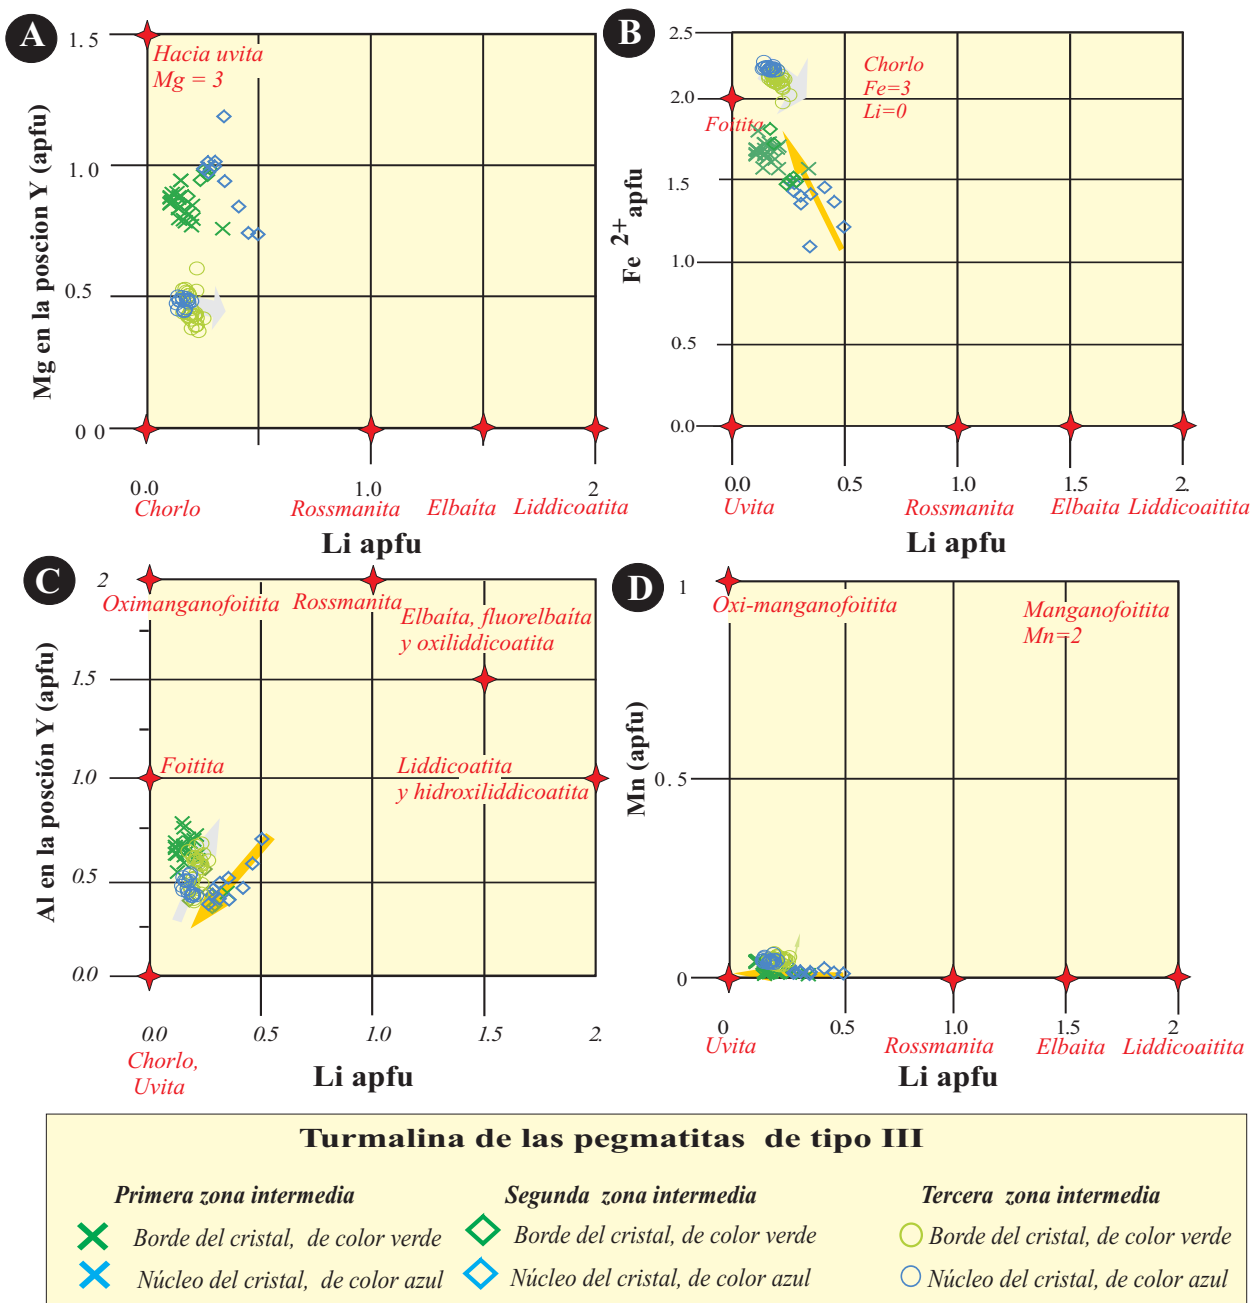 A
1.5
Hacia uvita
Mg = 3
1.0
0.5
0 0
Mg en la poscion Y (apfu)
0.0
1.0
2
Chorlo
Rossmanita
Elbaíta
Liddicoatita
Li apfu
B
2.5
Chorlo
Fe=3
Li=0
2.0
Foitita
1.5
1.0
0.5
0.0
Fe 2+ apfu
0.0
0.5
1.0
1.5
2.
Uvita
Rossmanita
Elbaita
Liddicoaitita
Li apfu
C
2
Oximanganofoitita
Rossmanita
Elbaíta, fluorelbaíta
y oxiliddicoatita
1.5
1.0
Foitita
Liddicoatita
y hidroxiliddicoatita
0.5
0.0
Al en la posción Y (apfu)
0.0
0.5
1.0
1.5
2.
Chorlo,
Uvita
Li apfu
D
1
Oxi-manganofoitita
Manganofoitita
Mn=2
0.5
0
Mn (apfu)
0
0.5
1.0
1.5
2
Uvita
Rossmanita
Elbaita
Liddicoaitita
Li apfu
Turmalina de las pegmatitas de tipo III
Primera zona intermedia
Segunda zona intermedia
Tercera zona intermedia
Borde del cristal, de color verde
Borde del cristal, de color verde
Borde del cristal, de color verde
Núcleo del cristal, de color azul
Núcleo del cristal, de color azul
Núcleo del cristal, de color azul